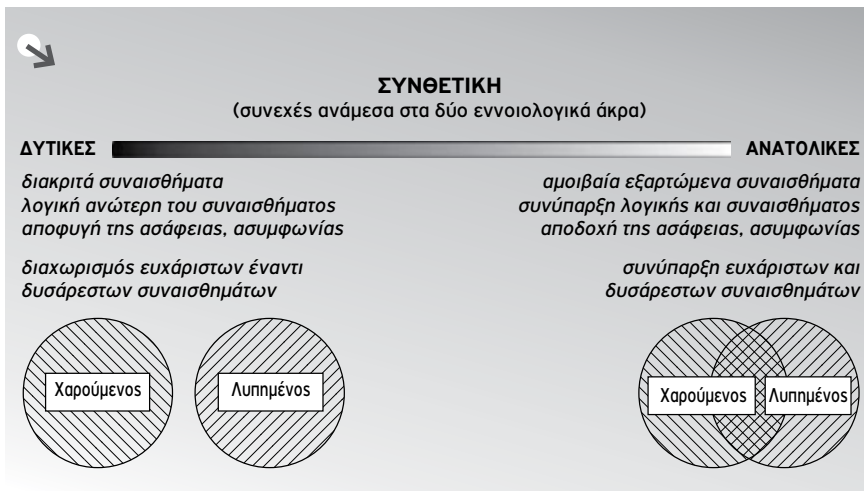 ΣΥΝΘΕΤΙΚΗ
(συνεχές ανάμεσα στα δύο εννοιολογικά άκρα)
ΔΥΤΙΚΕΣ
ΑΝΑΤΟΛΙΚΕΣ
διακριτά συναισθήματα
λογική ανώτερη του συναισθήματος
αποφυγή της ασάφειας, ασυμφωνίας
διαχωρισμός ευχάριστων έναντι
δυσάρεστων συναισθημάτων
αμοιβαία εξαρτώμενα συναισθήματα
συνύπαρξη λογικής και συναισθήματος
αποδοχή της ασάφειας, ασυμφωνίας
συνύπαρξη ευχάριστων και
δυσάρεστων συναισθημάτων
Χαρούμενος
Λυπημένος
Χαρούμενος
Λυπημένος